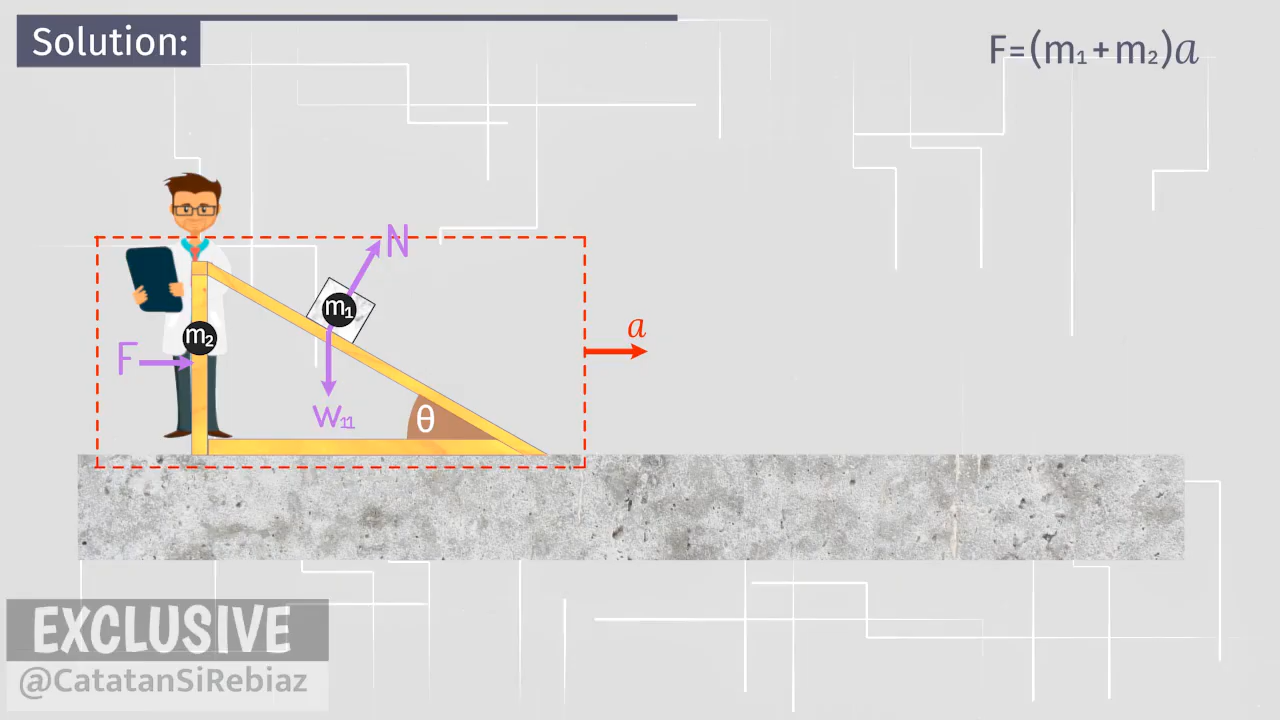 Solution:
F=(m₁+m₂)a
N
m₁
a
m₂
F
W₁₁
θ
EXCLUSIVE
@CatatanSiRebiaz